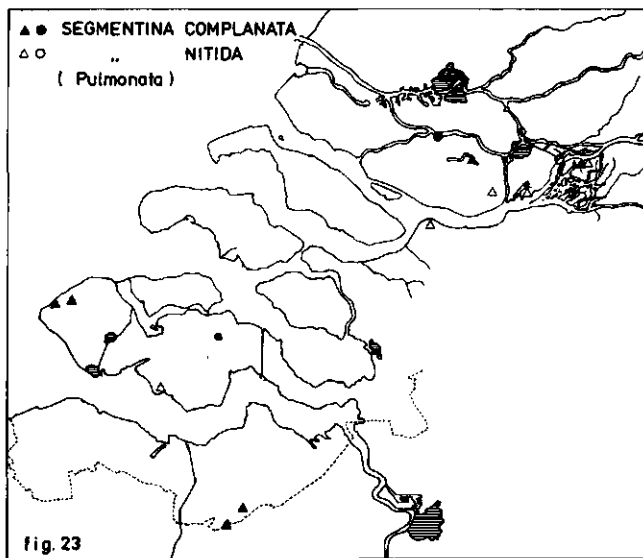 ▲ ● SEGMENTINA COMPLANATA
△ ○ „ NITIDA
( Pulmonata )
fig. 23